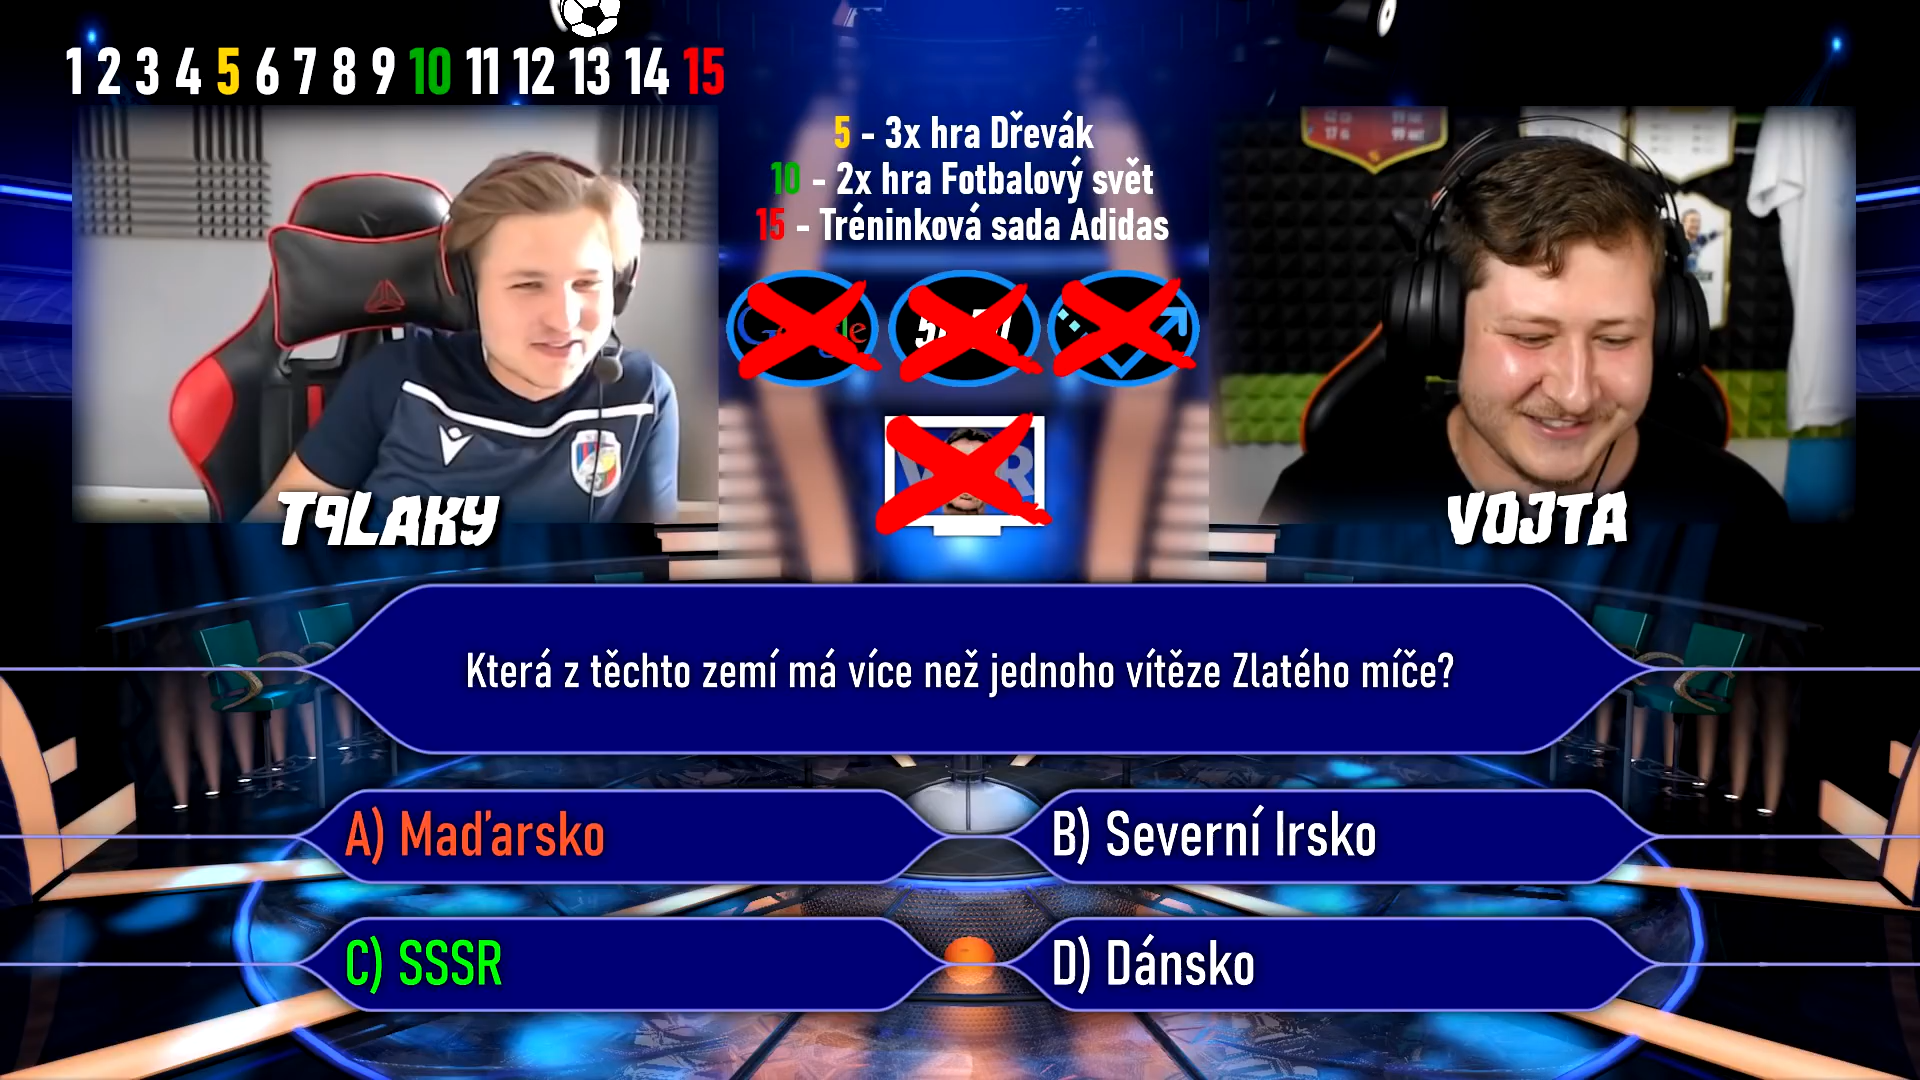 1 2 3 4 5 6 7 8 9 10 11 12 13 14 15
5 - 3x hra Dřevák
10 - 2x hra Fotbalový svět
15 - Tréninková sada Adidas
Google
T9LAKY
VOJTA
Která z těchto zemí má více než jednoho vítěze Zlatého míče?
A) Maďarsko
B) Severní Irsko
C) SSSR
D) Dánsko